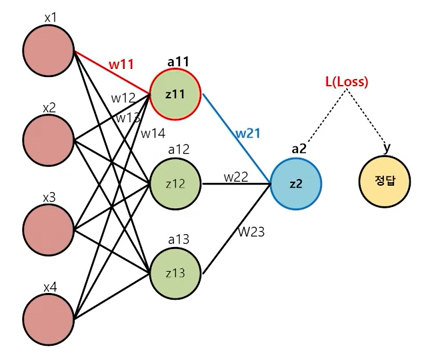 x1
w11
a11
z11
L(Loss)
x2
w12
w13
w14
w21
a12
a2
y
z12
w22
z2
정답
x3
a13
W23
z13
x4